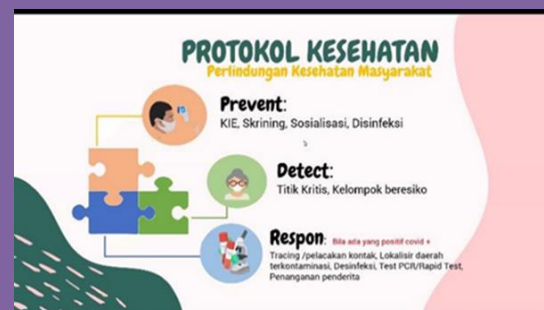 PROTOKOL KESEHATAN
Perlindungan Kesehatan Masyarakat
Prevent:
KIE, Skrining, Sosialisasi, Disinfeksi
Detect:
Titik Kritis, Kelompok beresiko
Respon: Bila ada yang positif covid +
Tracing /pelacakan kontak, Lokalisir daerah
terkontaminasi, Desinfeksi, Test PCR/Rapid Test,
Penanganan penderita